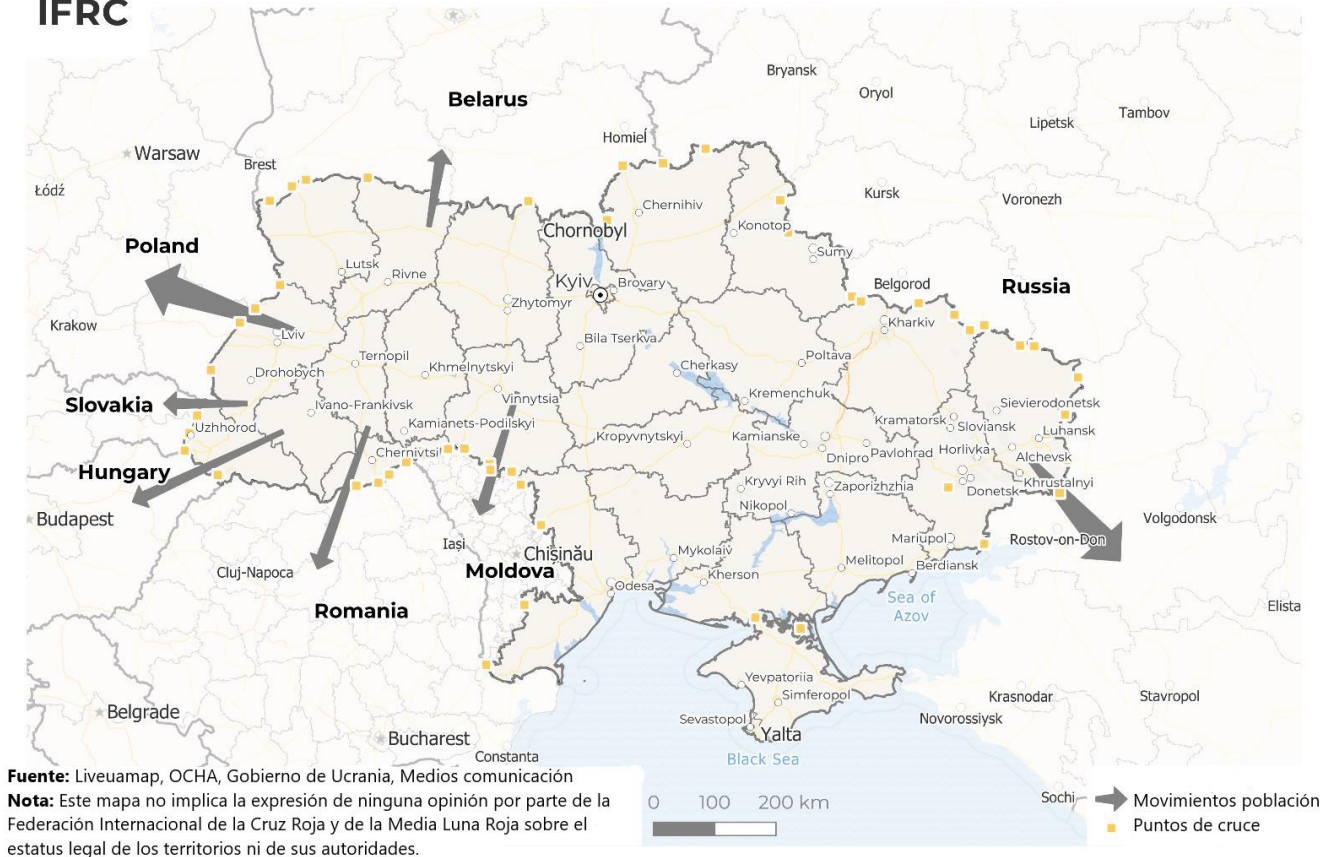 IFRC
Bryansk
Oryol
Belarus
Lipetsk
Tambov
Homieĺ
Warsaw
Brest
Łódź
Kursk
Voronezh
Chernihiv
Konotop
Chornobyl
Poland
Sumy
Lutsk
Rivne
Kyiv
Brovary
Belgorod
Russia
Zhytomyr
Krakow
Lviv
Kharkiv
Bila Tserkva
Ternopil
Poltava
Drohobych
Khmelnytskyi
Cherkasy
Vinnytsia
Kremenchuk
Slovakia
Ivano-Frankivsk
Sievierodonetsk
Uzhhorod
Kamianets-Podilskyi
Kramatorsk
Sloviansk
Luhansk
Kropyvnytskyi
Kamianske
Chernivtsi
Dnipro
Pavlohrad
Horlivka
Alchevsk
Hungary
Kryvyi Rih
Zaporizhzhia
Donetsk
Khrustalnyi
Nikopol
Budapest
Volgodonsk
Mariupol
Rostov-on-Don
Iași
Chișinău
Mykolaiv
Melitopol
Berdiansk
Cluj-Napoca
Moldova
Kherson
Odesa
Sea of
Azov
Romania
Elista
Yevpatoriia
Simferopol
Krasnodar
Stavropol
Belgrade
Sevastopol
Novorossiysk
Yalta
Bucharest
Constanta
Black Sea
Fuente: Liveuamap, OCHA, Gobierno de Ucrania, Medios comunicación
Nota: Este mapa no implica la expresión de ninguna opinión por parte de la
Federación Internacional de la Cruz Roja y de la Media Luna Roja sobre el
estatus legal de los territorios ni de sus autoridades.
0 100 200 km
Sochi
Movimientos población
Puntos de cruce